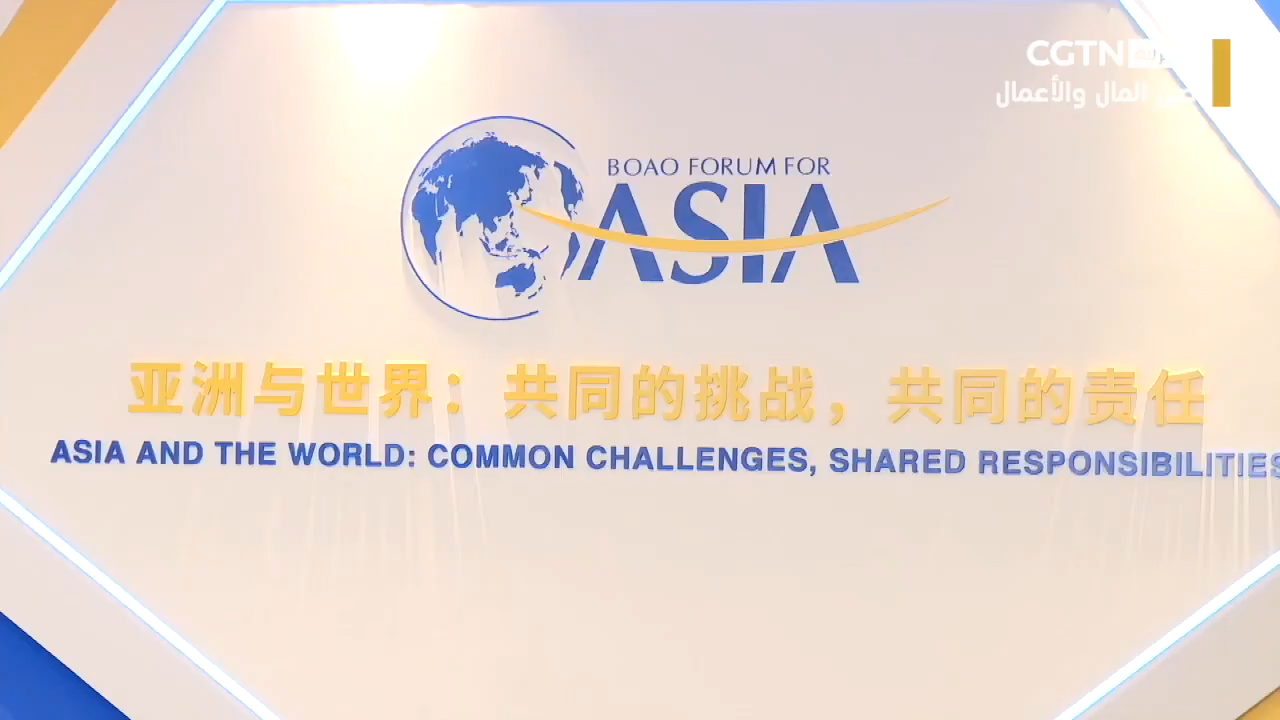 CGTN
المال والأعمال
BOAO FORUM FOR
ASIA
亚洲与世界：共同的挑战，共同的责任
ASIA AND THE WORLD: COMMON CHALLENGES, SHARED RESPONSIBILITIES